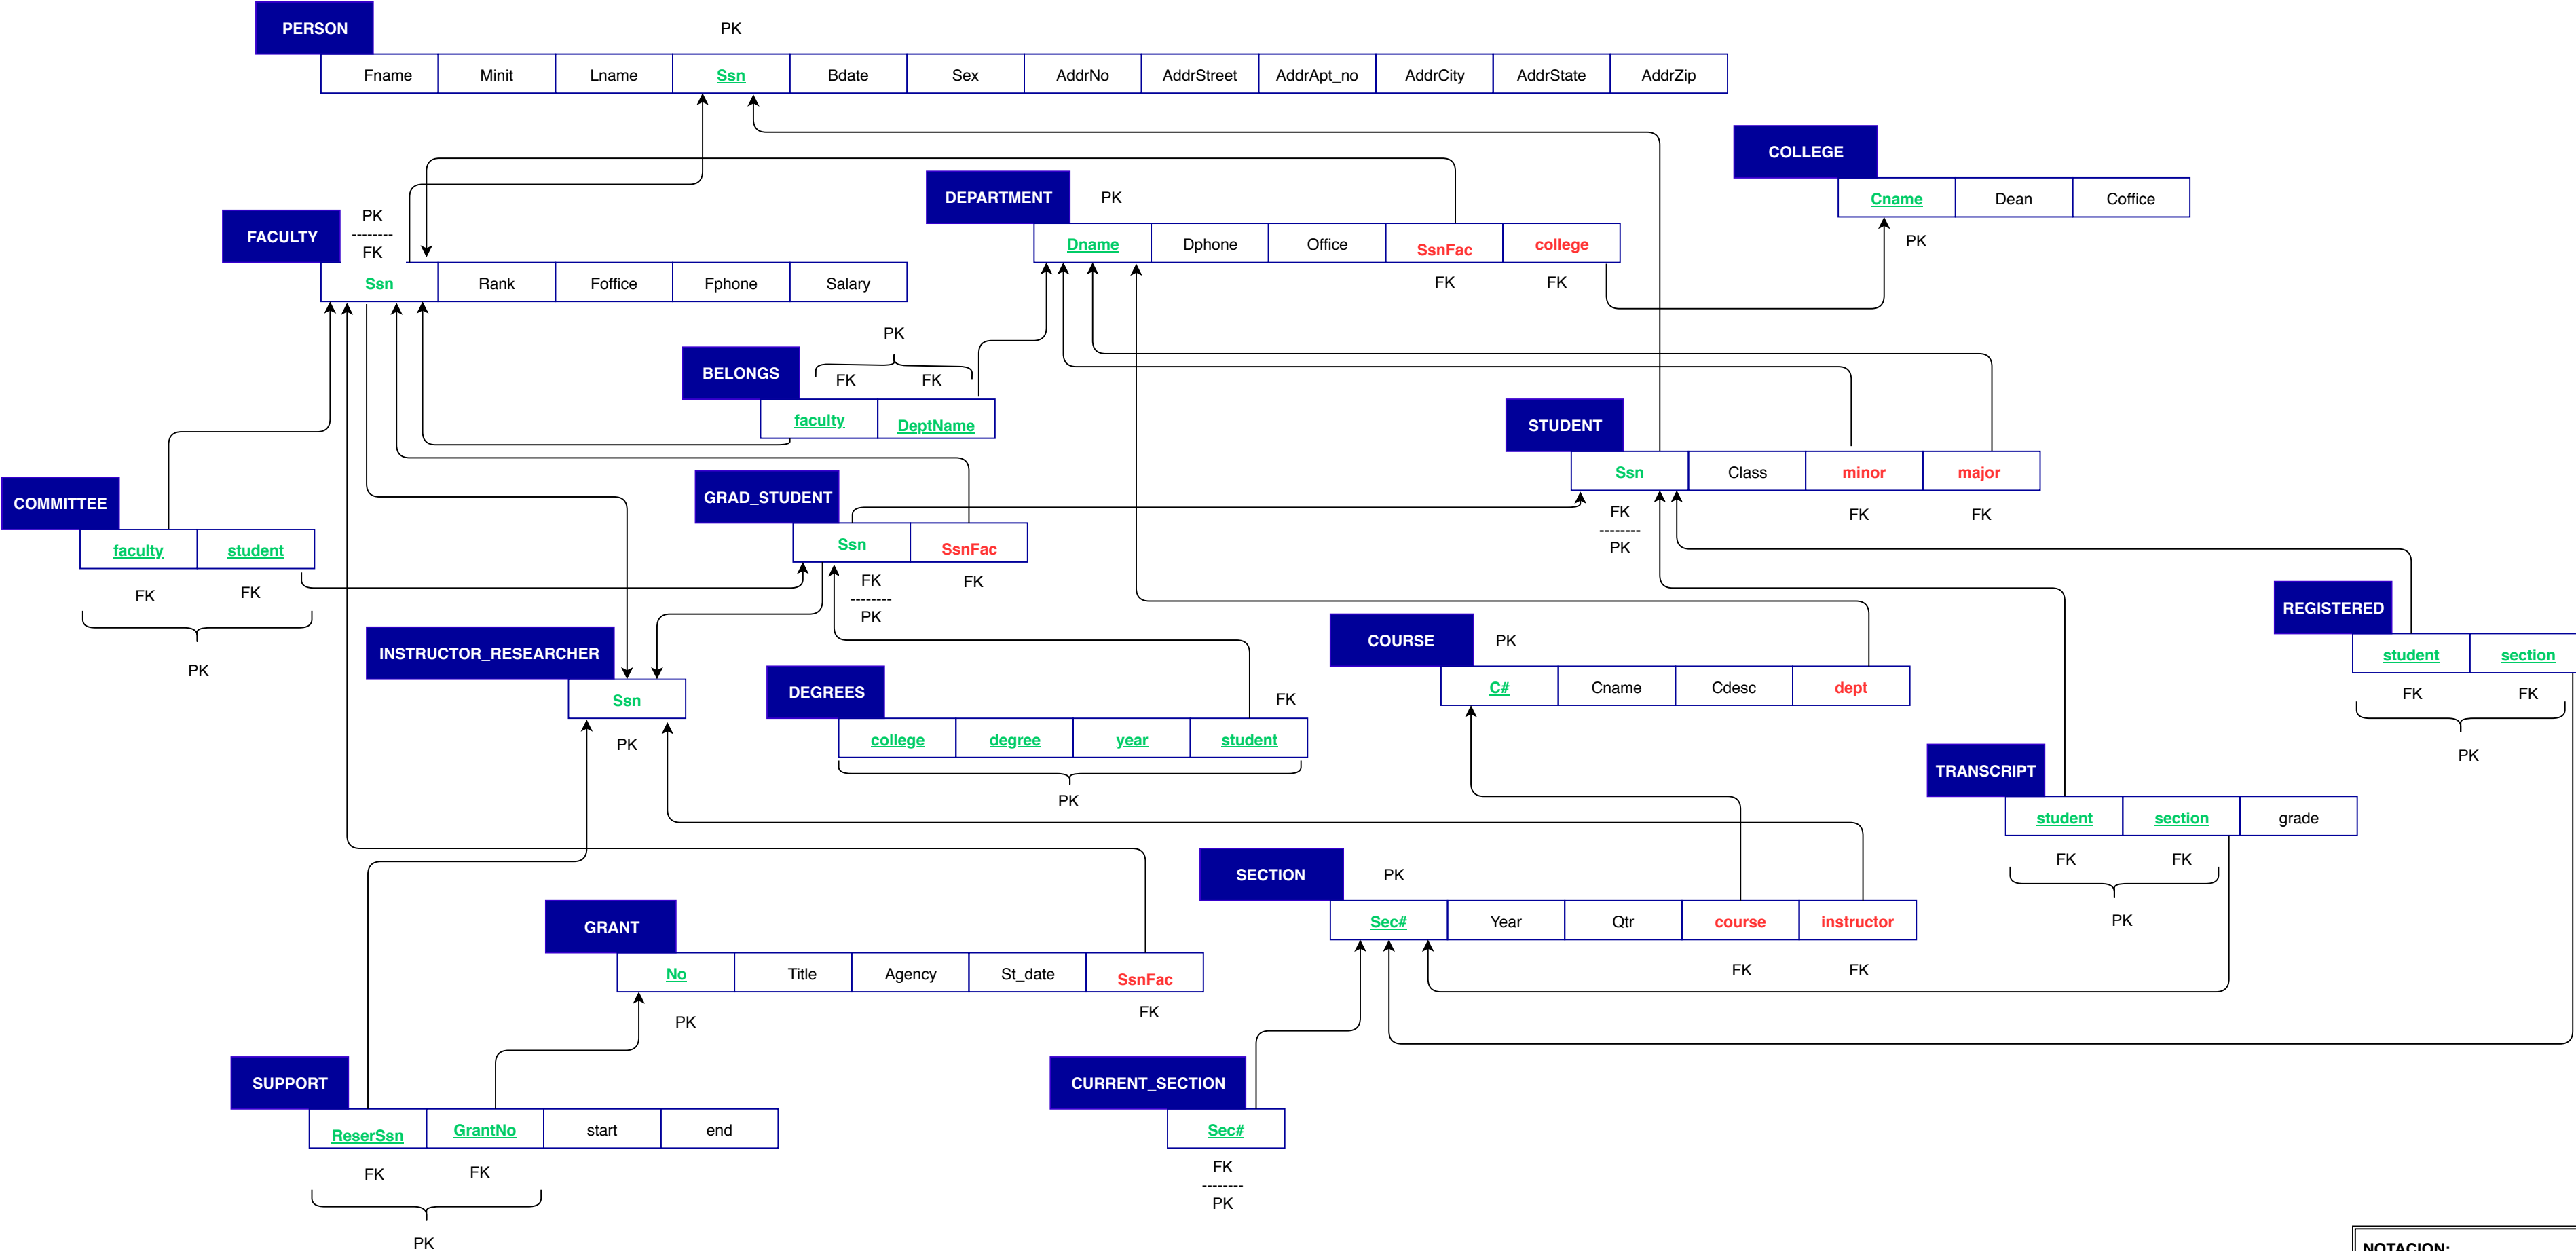 PERSON PK
Fname Minit Lname Ssn Bdate Sex AddrNo AddrStreet AddrApt_no AddrCity AddrState AddrZip
COLLEGE
Cname Dean Coffice
PK
DEPARTMENT PK
Dname Dphone Office SsnFac college
FK FK
FACULTY
PK
--------
FK
Ssn Rank Foffice Fphone Salary
PK
BELONGS FK FK
faculty DeptName
STUDENT
Ssn Class minor major
FK
--------
PK
FK FK
COMMITTEE
faculty student
FK FK
PK
GRAD_STUDENT
Ssn SsnFac
FK
--------
PK
FK
REGISTERED
student section
FK FK
PK
INSTRUCTOR_RESEARCHER
Ssn
PK
DEGREES FK
college degree year student
PK
COURSE PK
C# Cname Cdesc dept
TRANSCRIPT
student section grade
FK FK
PK
SECTION PK
Sec# Year Qtr course instructor
FK FK
GRANT
No Title Agency St_date SsnFac
PK FK
SUPPORT
ReserSsn GrantNo start end
FK FK
PK
CURRENT_SECTION
Sec#
FK
--------
PK
NOTACION: